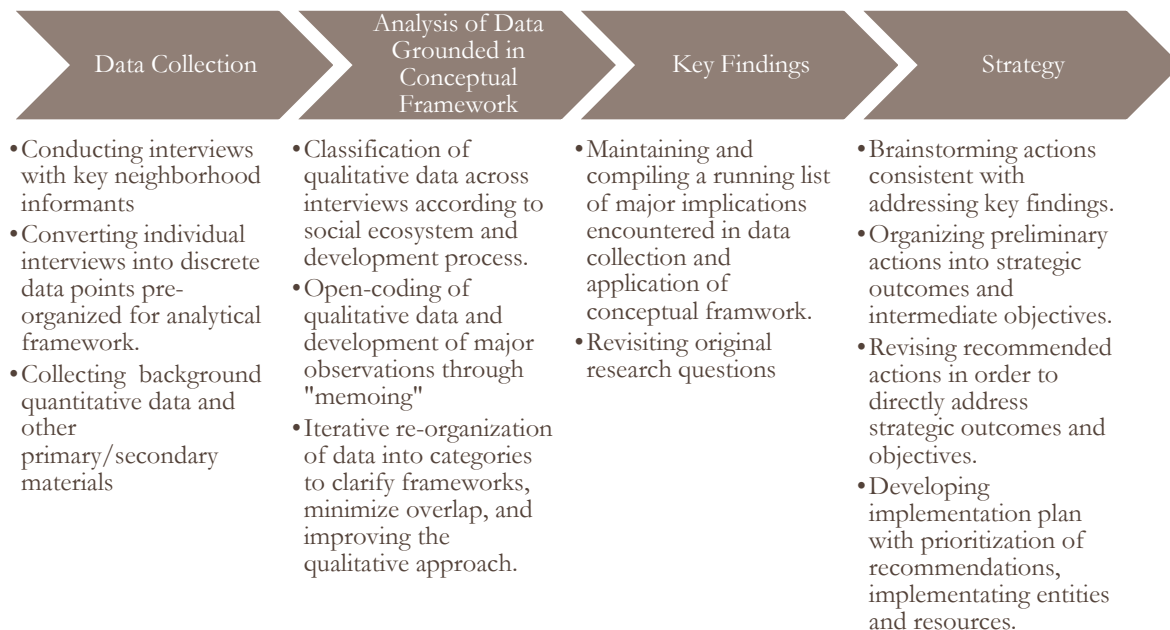 Data Collection
Analysis of Data
Grounded in
Conceptual
Framework
Key Findings
Strategy
•Conducting interviews
with key neighborhood
informants
•Converting individual
interviews into discrete
data points pre-
organized for analytical
framework.
•Collecting background
quantitative data and
other
primary/secondary
materials
•Classification of
qualitative data across
interviews according to
social ecosystem and
development process.
•Open-coding of
qualitative data and
development of major
observations through
"memoing"
•Iterative re-organization
of data into categories
to clarify frameworks,
minimize overlap, and
improving the
qualitative approach.
•Maintaining and
compiling a running list
of major implications
encountered in data
collection and
application of
conceptual framwork.
•Revisiting original
research questions
•Brainstorming actions
consistent with
addressing key findings.
•Organizing preliminary
actions into strategic
outcomes and
intermediate objectives.
•Revising recommended
actions in order to
directly address
strategic outcomes and
objectives.
•Developing
implementation plan
with prioritization of
recommendations,
implementating entities
and resources.